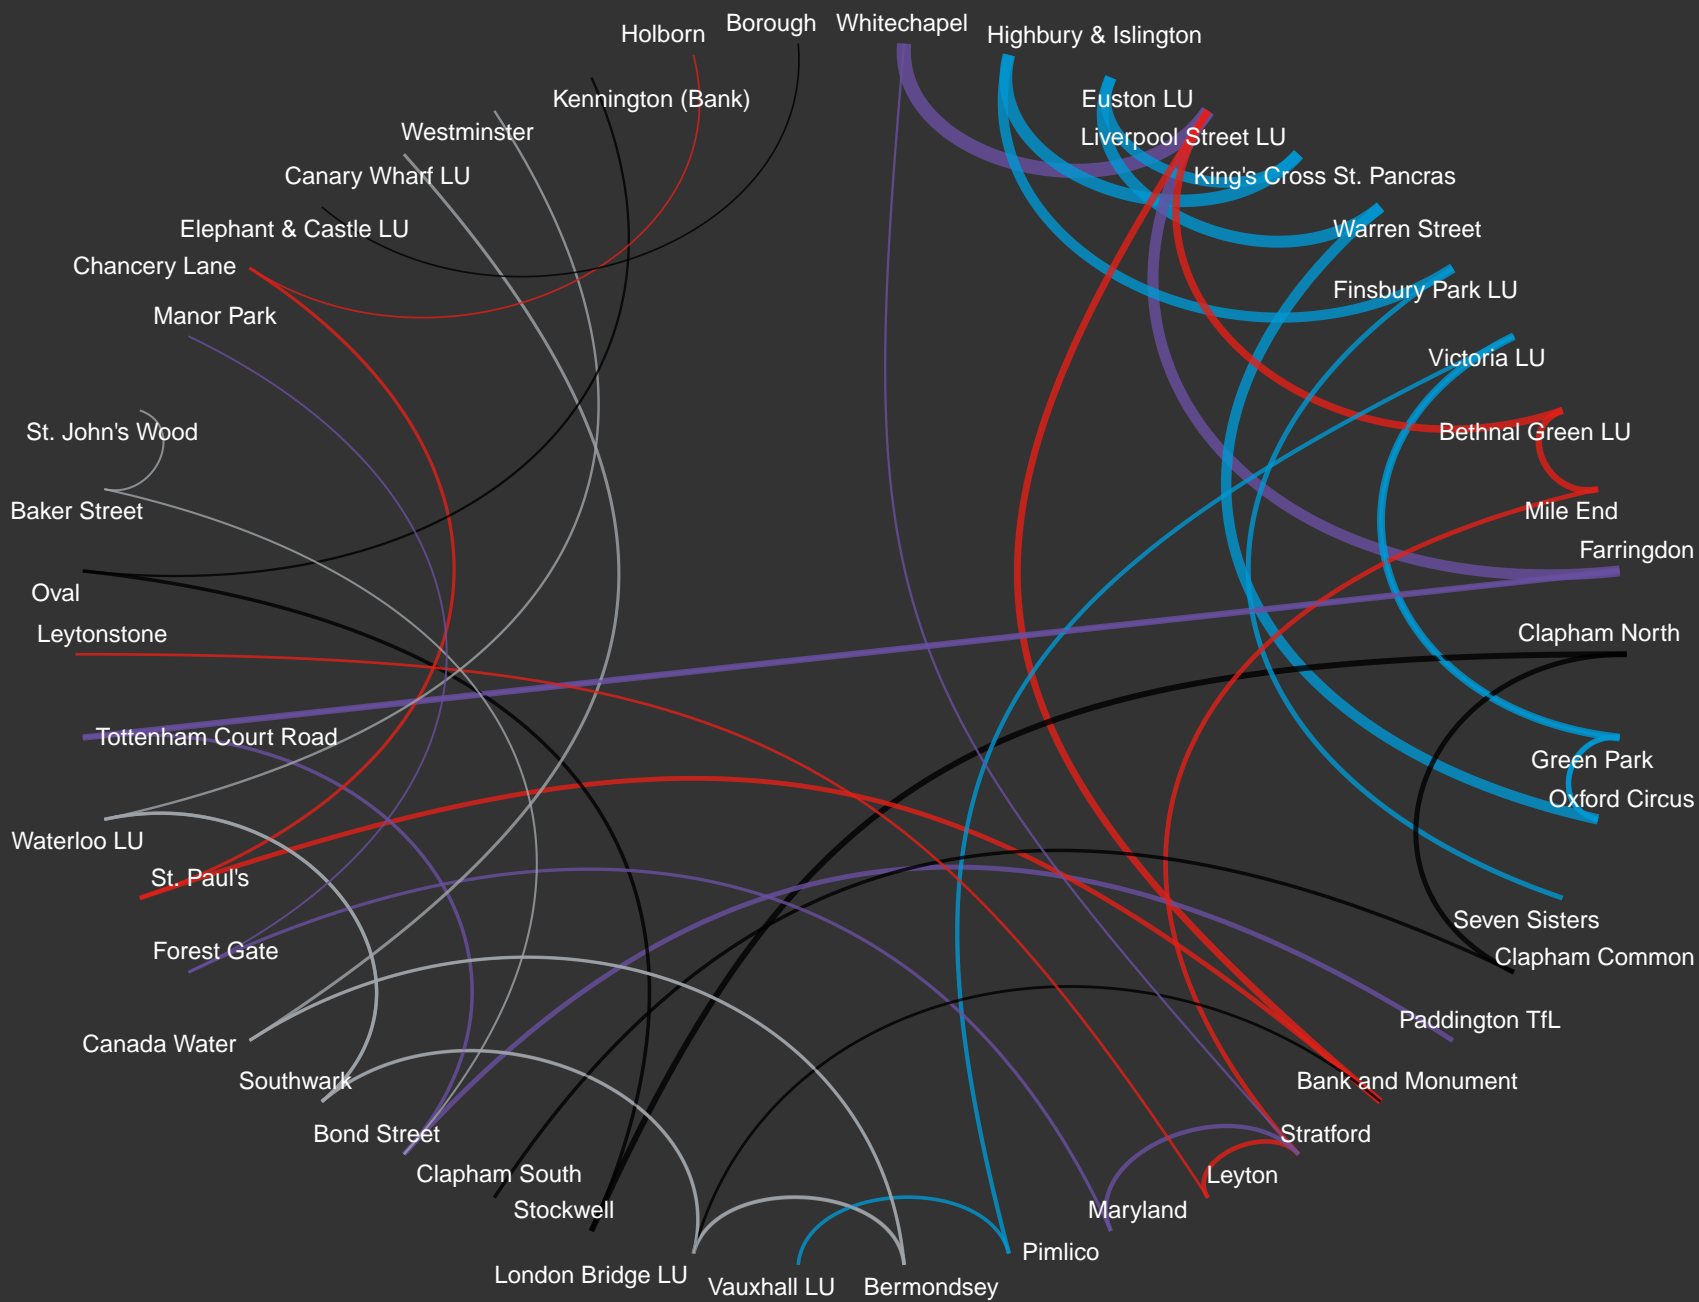 Whitechapel
Borough
Holborn
Highbury & Islington
Kennington (Bank)
Euston LU
Westminster
Liverpool Street LU
Canary Wharf LU
King's Cross St. Pancras
Elephant & Castle LU
Warren Street
Chancery Lane
Finsbury Park LU
Manor Park
Victoria LU
St. John's Wood
Bethnal Green LU
Baker Street
Mile End
Farringdon
Oval
Leytonstone
Clapham North
Tottenham Court Road
Green Park
Oxford Circus
Waterloo LU
St. Paul's
Seven Sisters
Forest Gate
Clapham Common
Paddington TfL
Canada Water
Southwark
Bank and Monument
Bond Street
Stratford
Clapham South
Leyton
Stockwell
Maryland
Pimlico
London Bridge LU
Vauxhall LU
Bermondsey